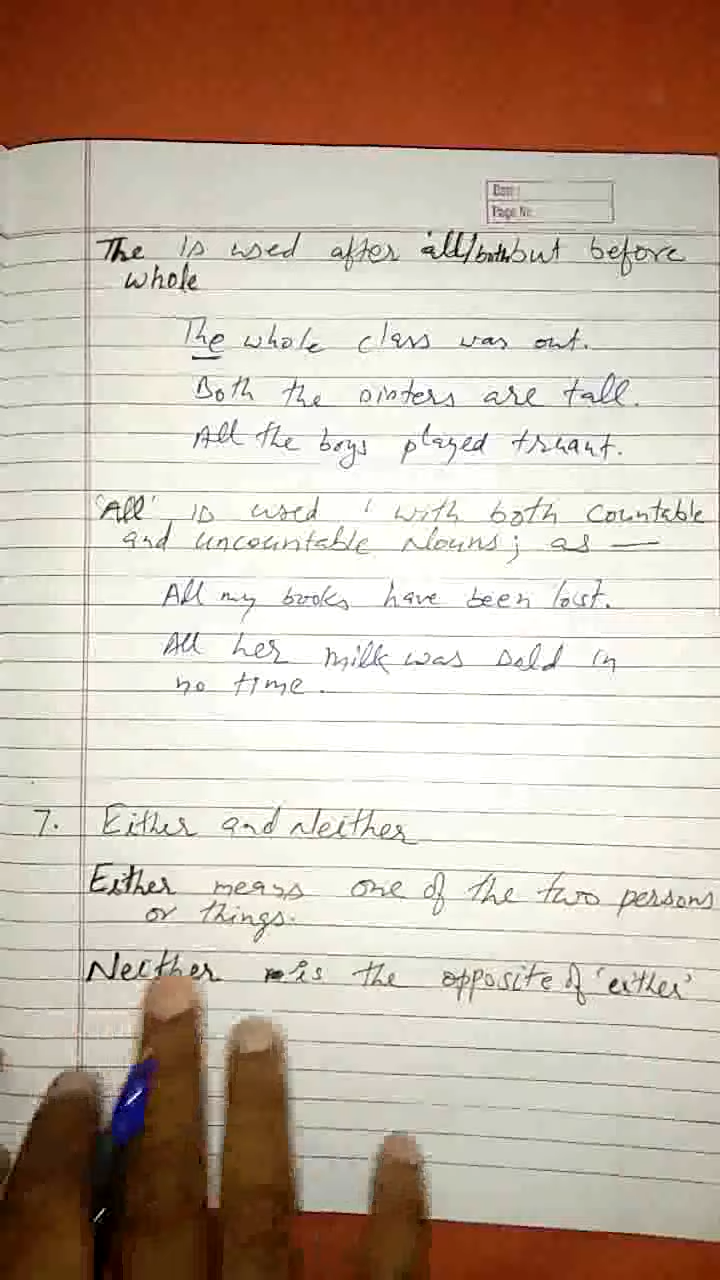 Date:
Page No.
The is used after all/both but before
whole
The whole class was out.
Both the sisters are tall.
All the boys played truant.
'All' is used with both countable
and uncountable Nouns; as —
All my books have been lost.
All her milk was sold in
no time.
7. Either and Neither
Either means one of the two persons
or things.
Neither is the opposite of 'either'